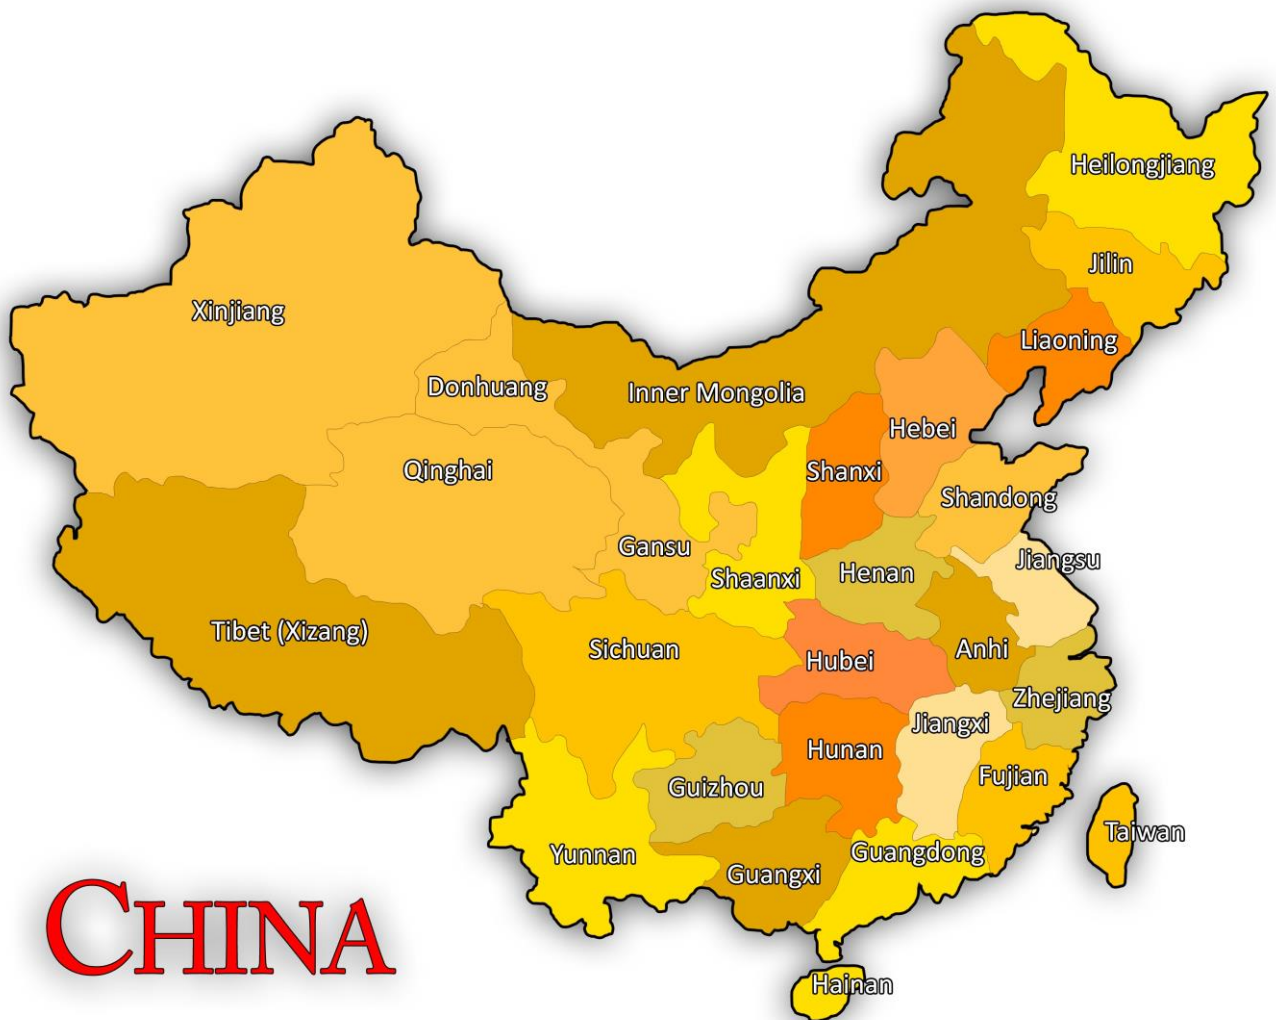 Heilongjiang
Jilin
Xinjiang
Liaoning
Donhuang
Inner Mongolia
Hebei
Qinghai
Shanxi
Shandong
Gansu
Jiangsu
Shaanxi
Henan
Tibet (Xizang)
Sichuan
Hubei
Anhi
Zhejiang
Jiangxi
Hunan
Fujian
Guizhou
Taiwan
Yunnan
Guangdong
Guangxi
CHINA
Hainan